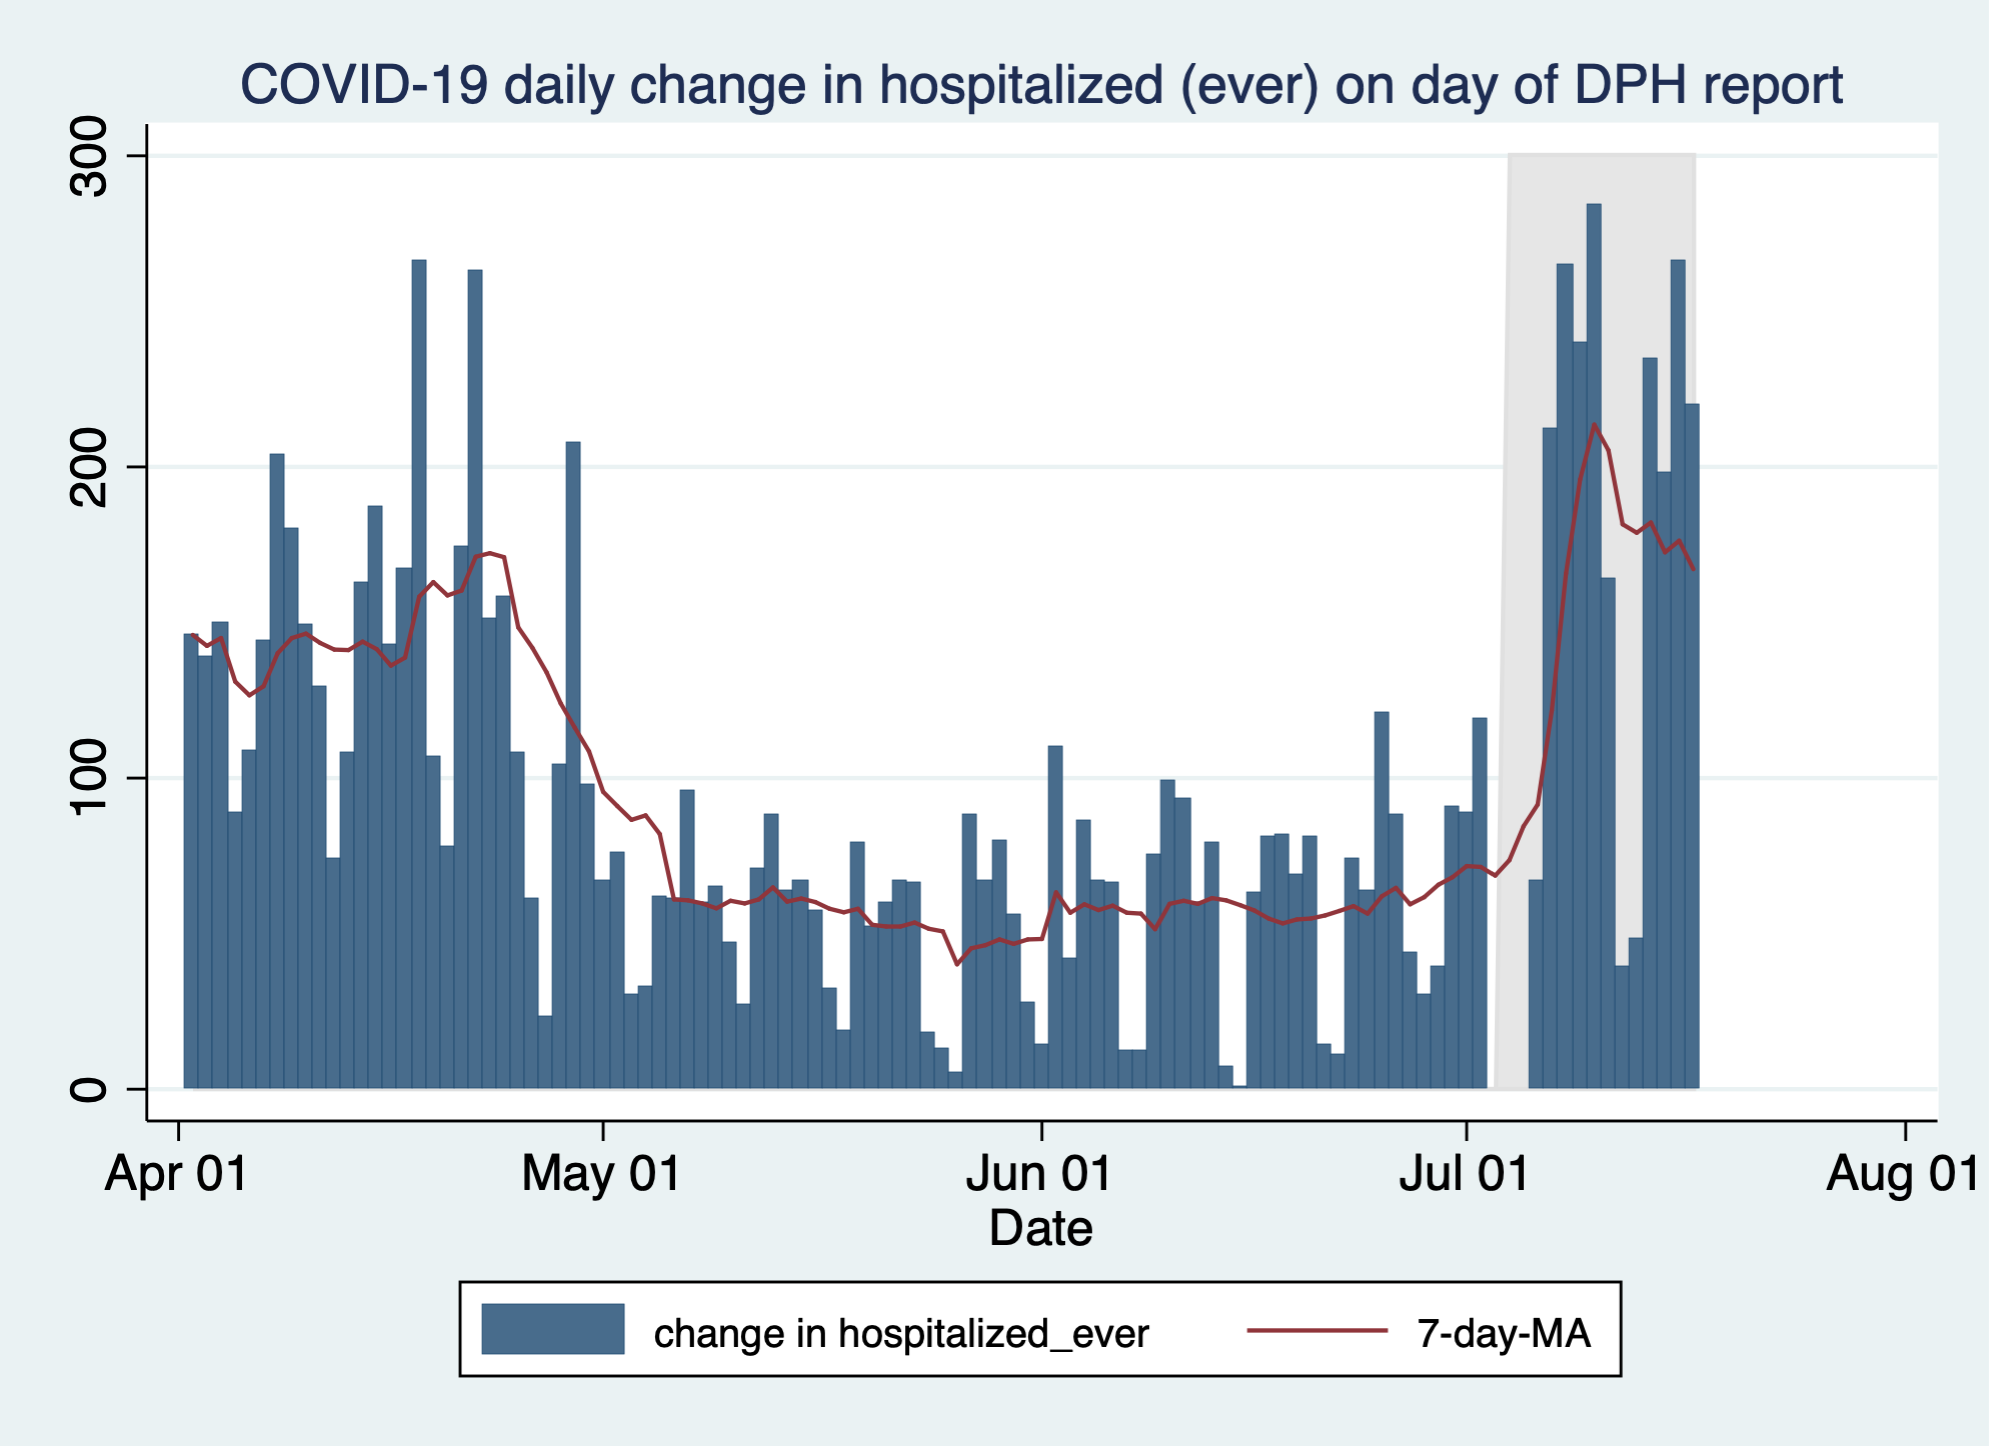 COVID-19 daily change in hospitalized (ever) on day of DPH report
300
200
100
0
Apr 01 May 01 Jun 01 Jul 01 Aug 01
Date
change in hospitalized_ever 7-day-MA